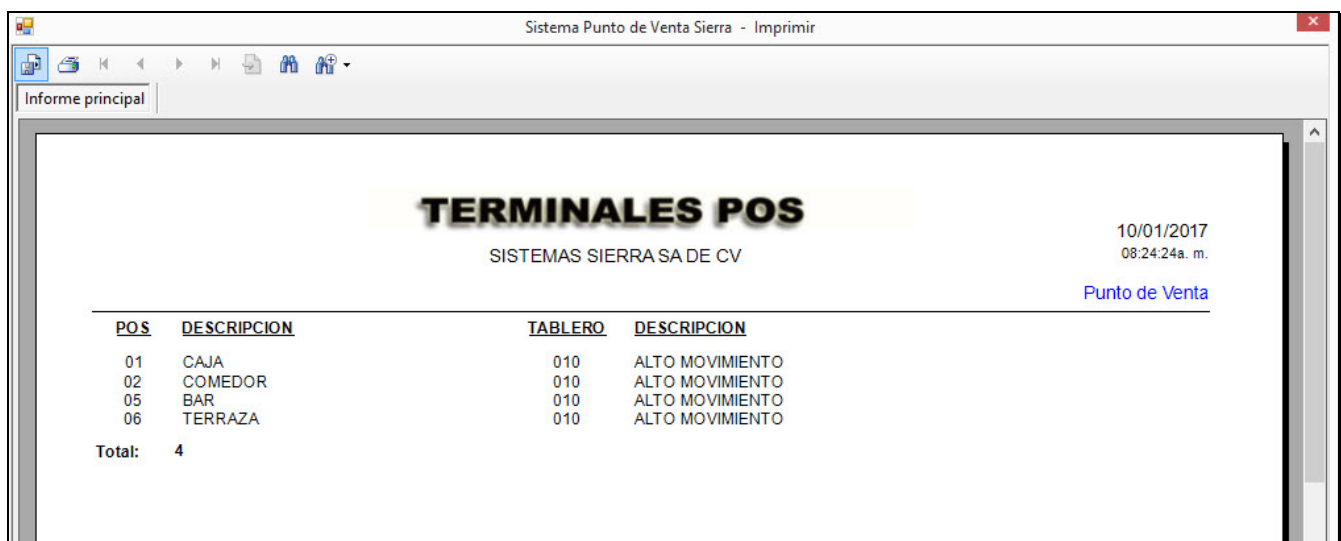 Sistema Punto de Venta Sierra - Imprimir
Informe principal
TERMINALES POS
10/01/2017
SISTEMAS SIERRA SA DE CV
08:24:24a. m.
Punto de Venta
POS DESCRIPCION TABLERO DESCRIPCION
01 CAJA 010 ALTO MOVIMIENTO
02 COMEDOR 010 ALTO MOVIMIENTO
05 BAR 010 ALTO MOVIMIENTO
06 TERRAZA 010 ALTO MOVIMIENTO
Total: 4